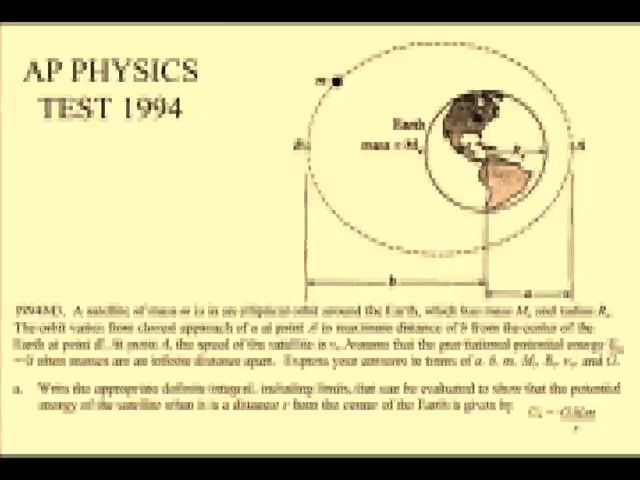 AP PHYSICS
TEST 1994
m
Earth
mass = Me
B
A
b
a
1994M3. A satellite of mass m is in an elliptical orbit around the Earth, which has mass Me and radius Re.
The orbit varies from closest approach of a at point A to maximum distance of b from the center of the
Earth at point B. At point A, the speed of the satellite is vo. Assume that the gravitational potential energy Ug
= 0 when masses are an infinite distance apart. Express your answers in terms of a, b, m, Me, Re, vo, and G.
a. Write the appropriate definite integral, including limits, that can be evaluated to show that the potential
energy of the satellite when it is a distance r from the center of the Earth is given by
r